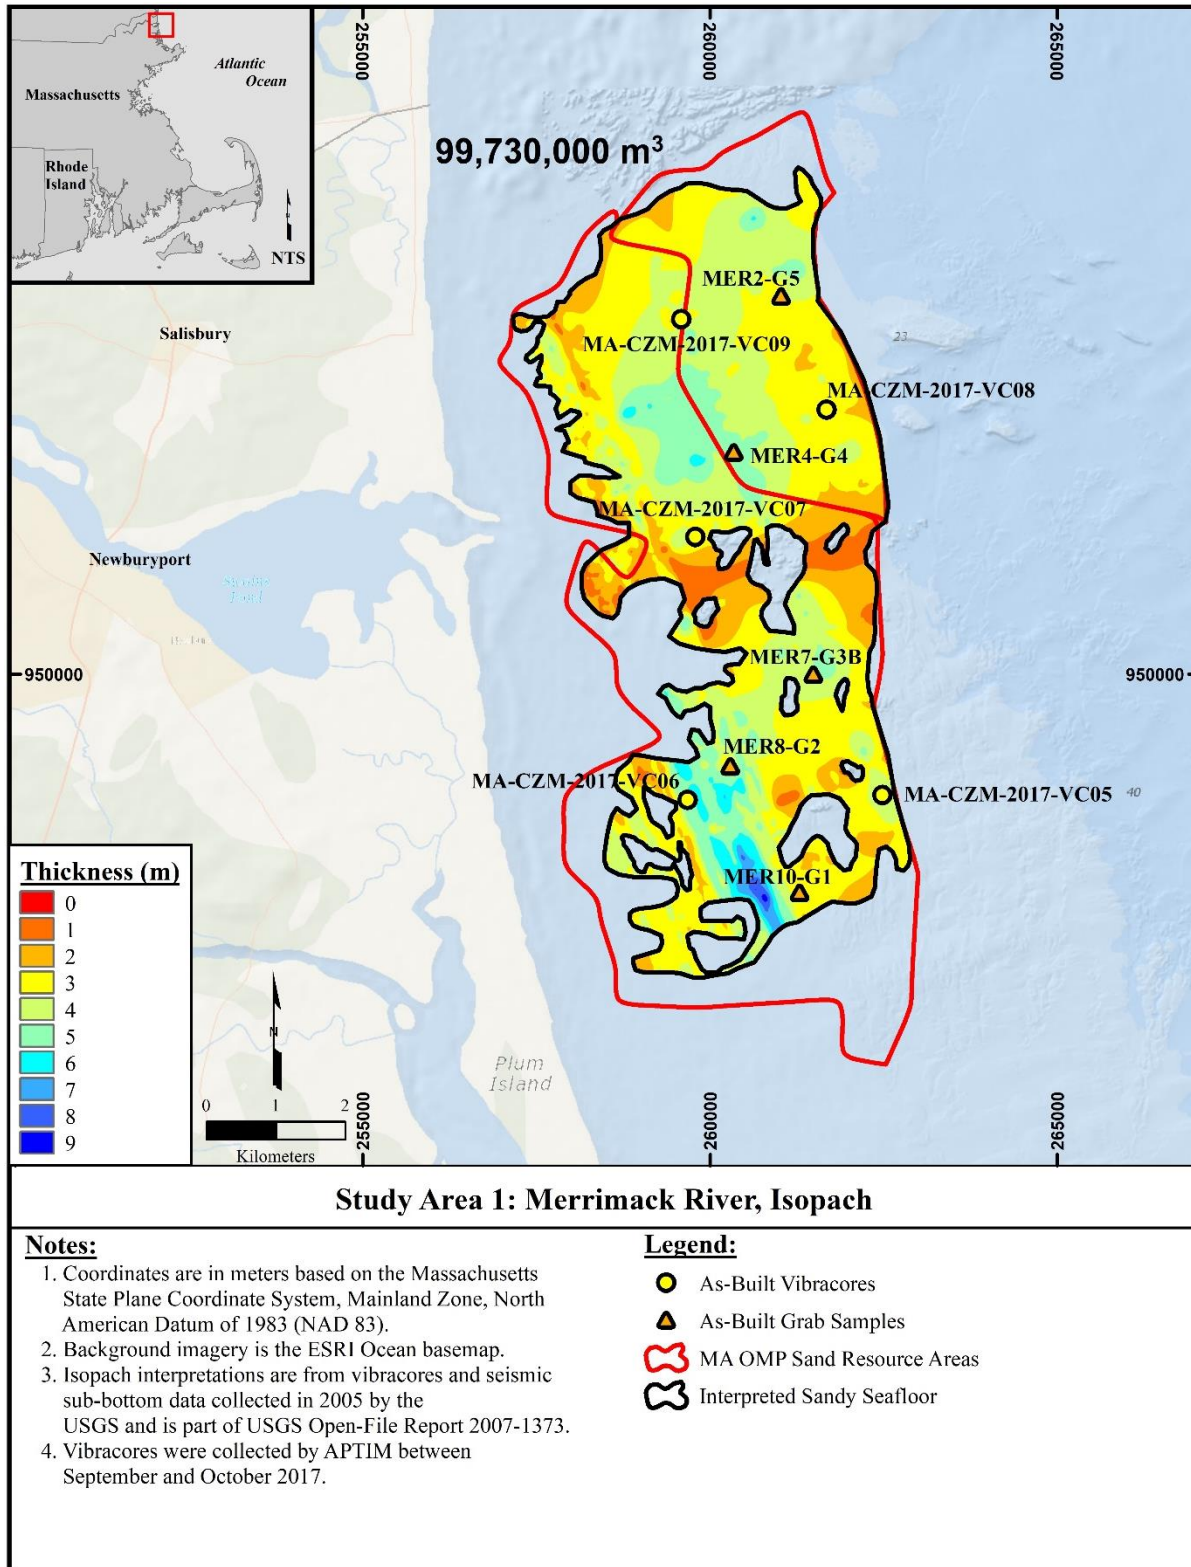 255000
260000
265000
Atlantic
Ocean
Massachusetts
Rhode
Island
NTS
99,730,000 m³
Salisbury
MER2-G5
23
MA-CZM-2017-VC09
MA-CZM-2017-VC08
MER4-G4
MA-CZM-2017-VC07
Newburyport
950000
MER7-G3B
950000
MER8-G2
MA-CZM-2017-VC06
MA-CZM-2017-VC05
40
MER10-G1
Thickness (m)
0
1
2
3
4
5
6
7
8
9
N
Plum
Island
0 1 2
Kilometers
255000
260000
265000
Study Area 1: Merrimack River, Isopach
Notes:
1. Coordinates are in meters based on the Massachusetts
State Plane Coordinate System, Mainland Zone, North
American Datum of 1983 (NAD 83).
2. Background imagery is the ESRI Ocean basemap.
3. Isopach interpretations are from vibracores and seismic
sub-bottom data collected in 2005 by the
USGS and is part of USGS Open-File Report 2007-1373.
4. Vibracores were collected by APTIM between
September and October 2017.
Legend:
As-Built Vibracores
As-Built Grab Samples
MA OMP Sand Resource Areas
Interpreted Sandy Seafloor